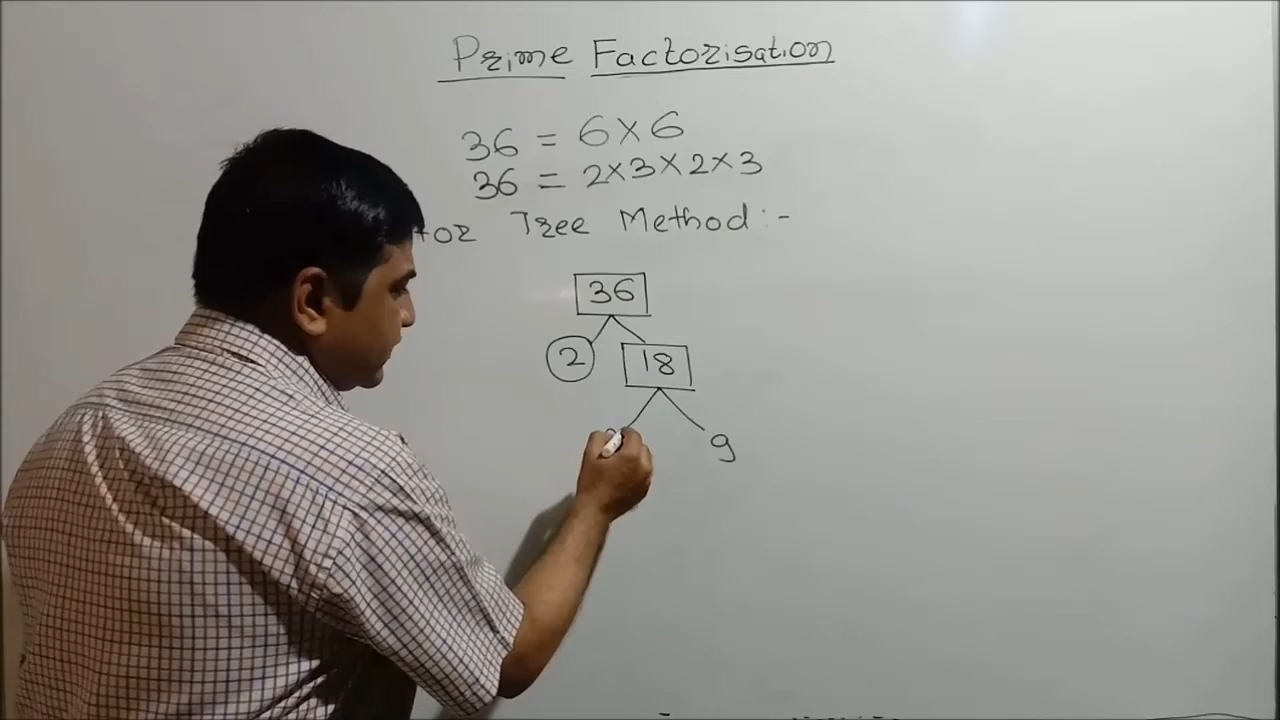 Prime Factorisation
36 = 6×6
36 = 2×3×2×3
Tree Method:-
36
2 18
9